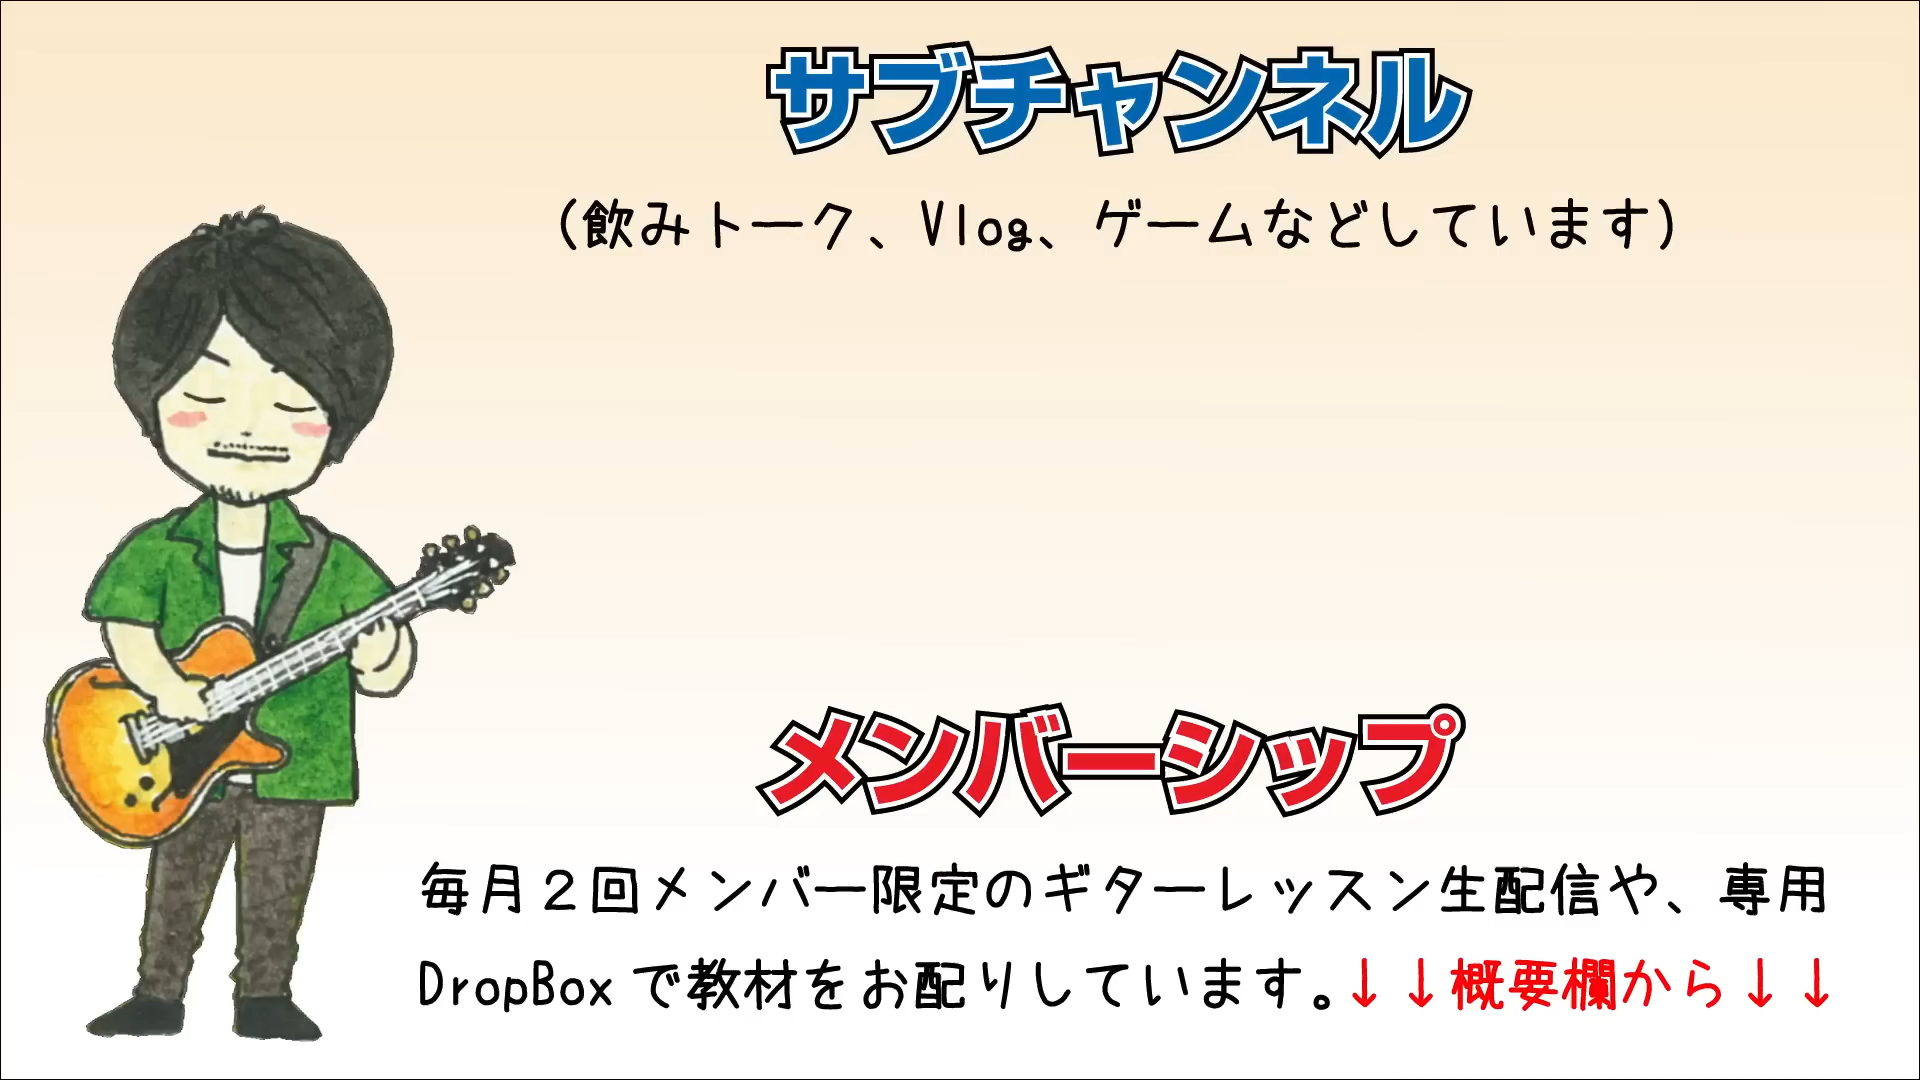 サブチャンネル
（飲みトーク、Vlog、ゲームなどしています）
メンバーシップ
毎月２回メンバー限定のギターレッスン生配信や、専用
DropBoxで教材をお配りしています。↓↓概要欄から↓↓